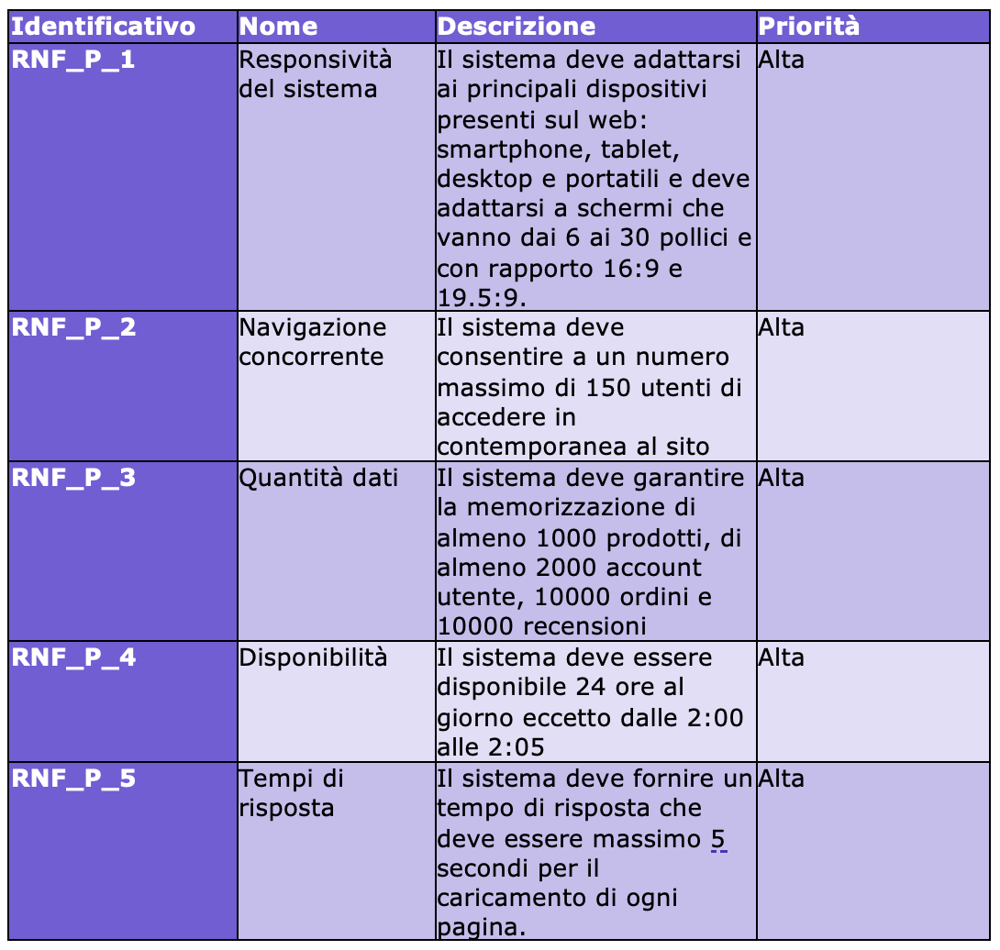 Identificativo Nome Descrizione Priorità
RNF_P_1 Responsività Il sistema deve adattarsi Alta
del sistema ai principali dispositivi
presenti sul web:
smartphone, tablet,
desktop e portatili e deve
adattarsi a schermi che
vanno dai 6 ai 30 pollici e
con rapporto 16:9 e
19.5:9.
RNF_P_2 Navigazione Il sistema deve Alta
concorrente consentire a un numero
massimo di 150 utenti di
accedere in
contemporanea al sito
RNF_P_3 Quantità dati Il sistema deve garantire Alta
la memorizzazione di
almeno 1000 prodotti, di
almeno 2000 account
utente, 10000 ordini e
10000 recensioni
RNF_P_4 Disponibilità Il sistema deve essere Alta
disponibile 24 ore al
giorno eccetto dalle 2:00
alle 2:05
RNF_P_5 Tempi di Il sistema deve fornire un Alta
risposta tempo di risposta che
deve essere massimo 5
secondi per il
caricamento di ogni
pagina.